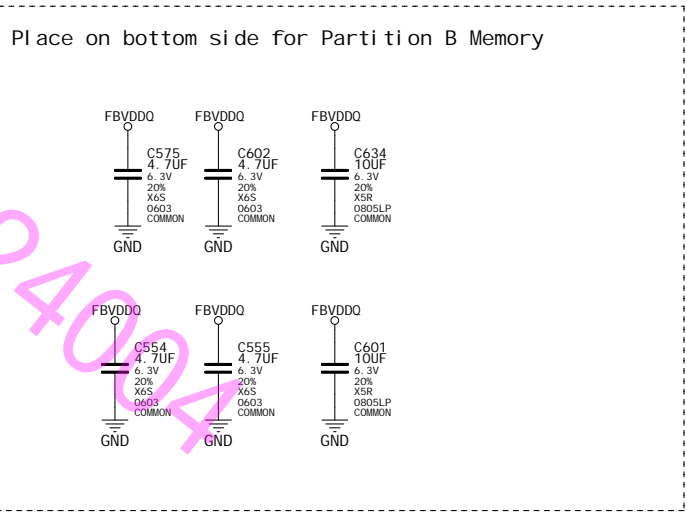 Place on bottom side for Partition B Memory
FBVDDQ FBVDDQ FBVDDQ
C575
4.7UF
6.3V
20%
X6S
0603
COMMON
GND
C602
4.7UF
6.3V
20%
X6S
0603
COMMON
GND
C634
10UF
6.3V
20%
X5R
0805LP
COMMON
GND
FBVDDQ FBVDDQ FBVDDQ
C554
4.7UF
6.3V
20%
X6S
0603
COMMON
GND
C555
4.7UF
6.3V
20%
X6S
0603
COMMON
GND
C601
10UF
6.3V
20%
X5R
0805LP
COMMON
GND
24004